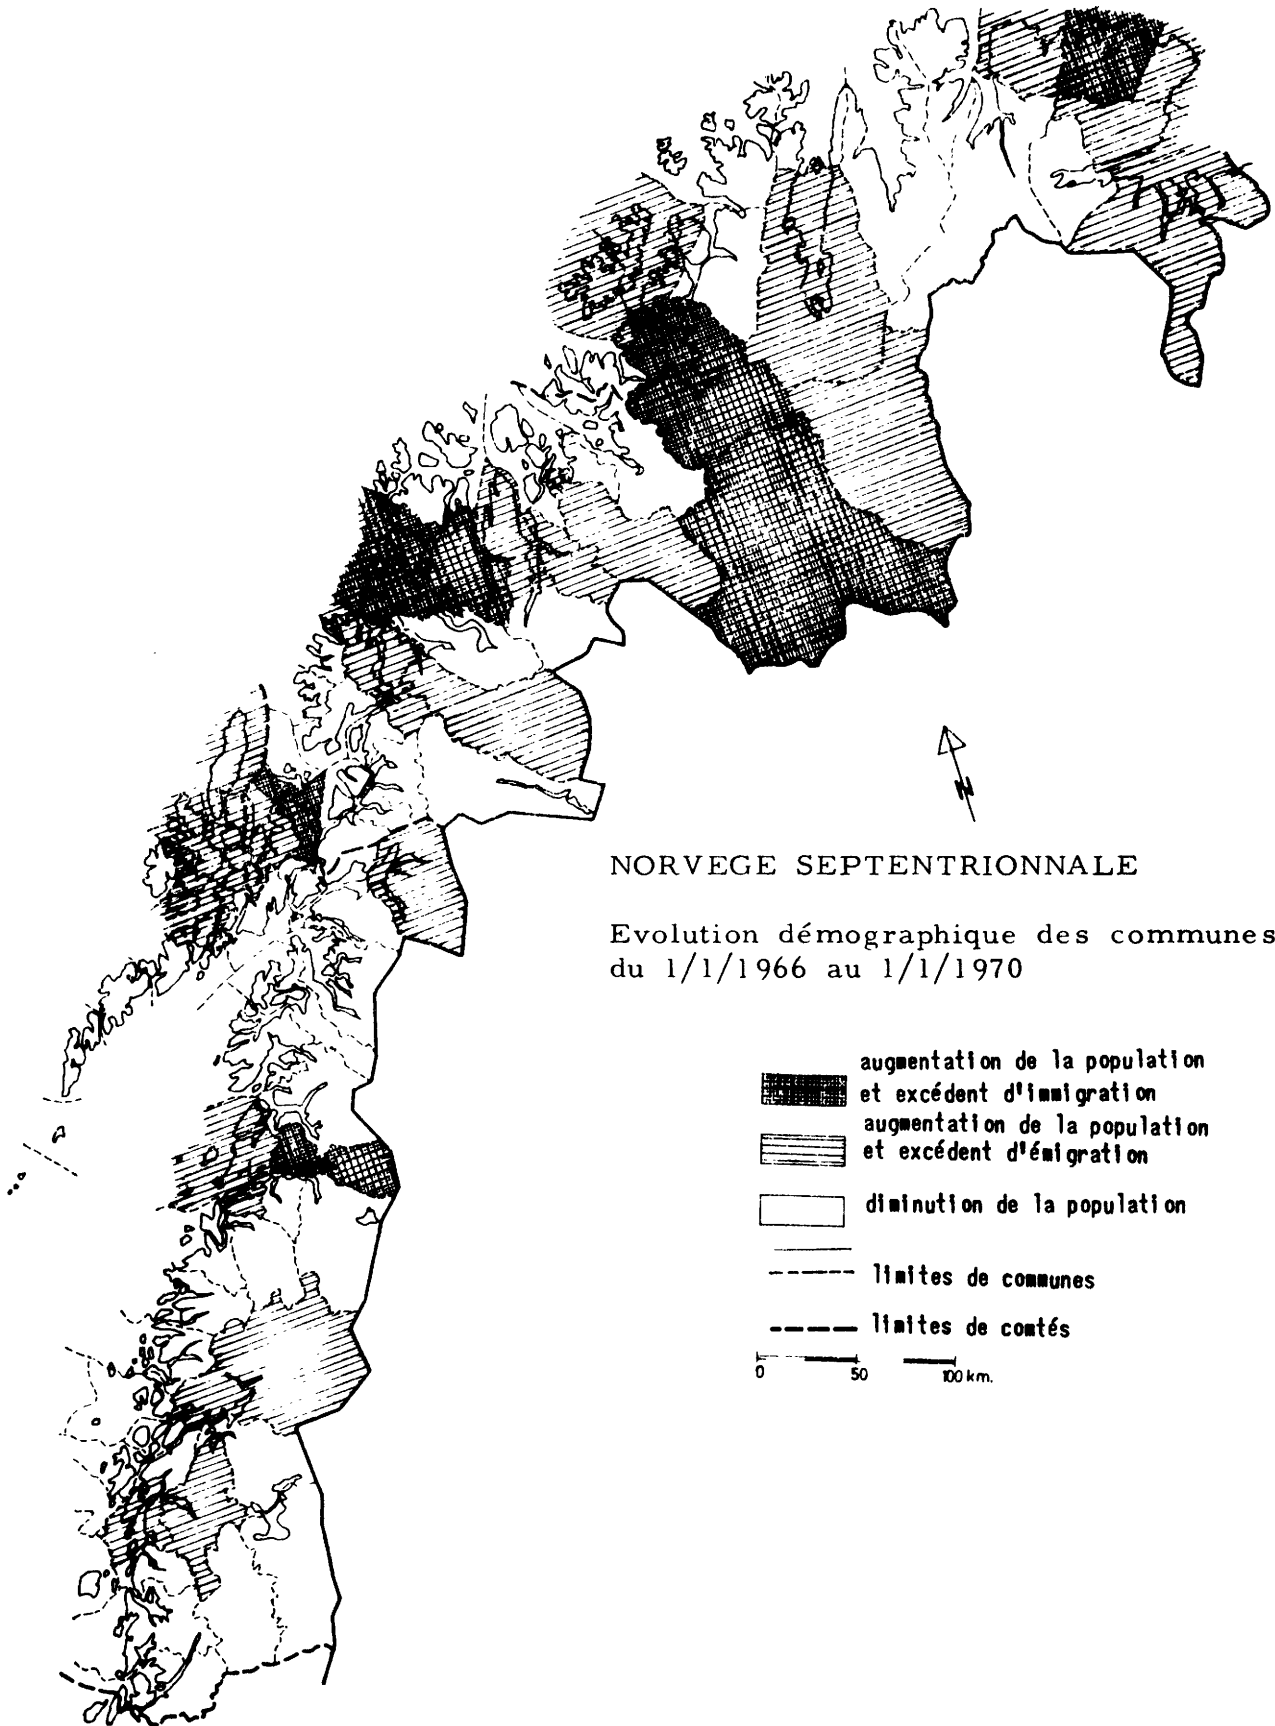 N
NORVEGE SEPTENTRIONNALE
Evolution démographique des communes
du 1/1/1966 au 1/1/1970
augmentation de la population
et excédent d'immigration
augmentation de la population
et excédent d'émigration
diminution de la population
limites de communes
limites de comtés
0 50 100 km.